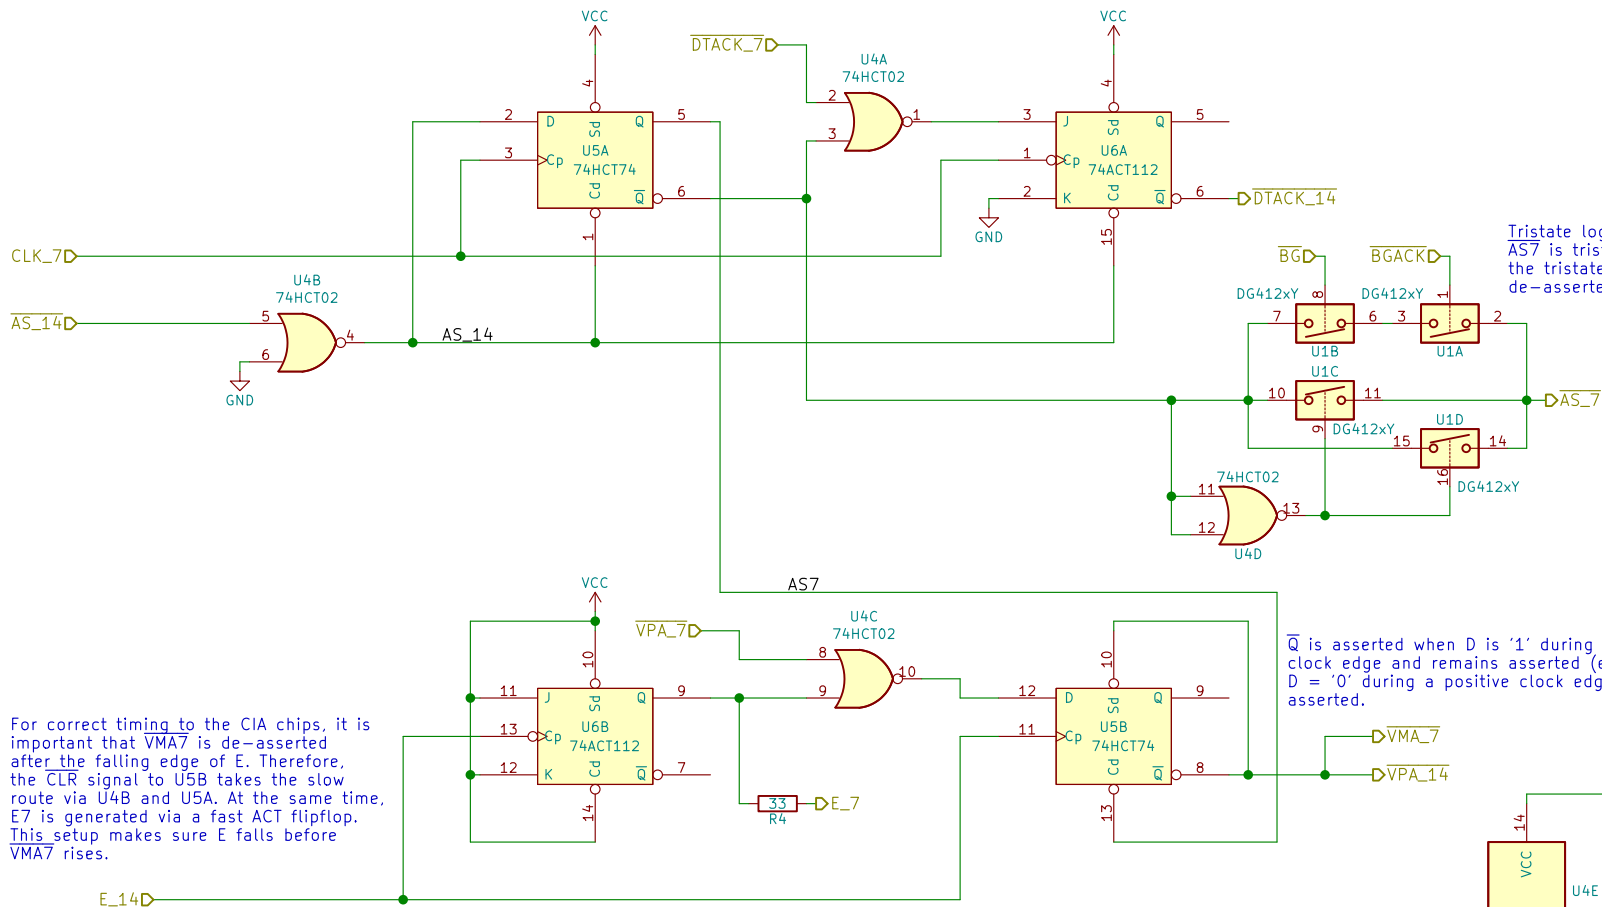 VCC
VCC
DTACK_7
U4A
74HCT02
4
4
2
1
3
2
D
Sd
Q
5
3
Cp
U5A
74HCT74
Cd
Q
6
1
3
J
Sd
Q
5
1
Cp
U6A
74ACT112
2
K
Cd
Q
6
DTACK_14
GND
15
CLK_7
U4B
74HCT02
AS_14
5
4
6
GND
AS_14
BG
BGACK
DG412xY
8
DG412xY
1
7
6
3
2
U1B
U1A
U1C
10
11
AS_7
9
DG412xY
U1D
15
14
16
DG412xY
74HCT02
11
13
12
U4D
Tristate
AS7 is
the tristate
AS7
VCC
VPA_7
U4C
74HCT02
8
10
9
10
11
J
Sd
Q
9
13
Cp
U6B
74ACT112
12
K
Cd
Q
7
14
33
R4
E_7
10
12
D
Sd
Q
9
11
Cp
U5B
74HCT74
Cd
Q
8
13
VMA_7
VPA_14
Q is asserted when D is '1' during
clock edge and remains asserted
D = '0' during a positive clock
asserted.
For correct timing to the CIA chips, it is
important that VMA7 is de-asserted
after the falling edge of E. Therefore,
the CLR signal to U5B takes the slow
route via U4B and U5A. At the same time,
E7 is generated via a fast ACT flipflop.
This setup makes sure E falls before
VMA7 rises.
E_14
14
VCC
U4E